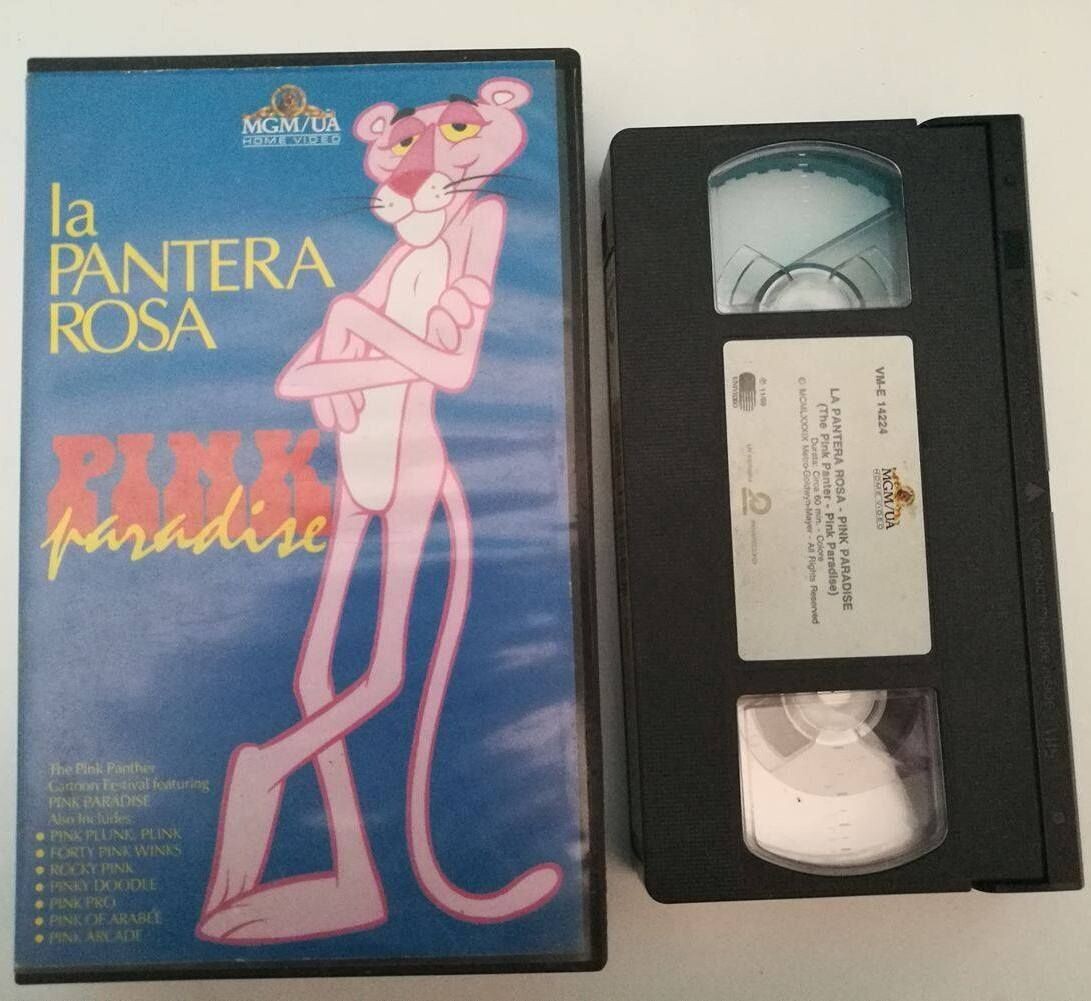 MGM/UA
HOME VIDEO
la
PANTERA
ROSA
PINK
paradise
The Pink Panther
Cartoon Festival featuring
PINK PARADISE
Also Includes:
• PINK PLUNK, PLINK
• FORTY PINK WINKS
• ROCKY PINK
• PINKY DOODLE
• PINK PRO
• PINK OF ARABEE
• PINK ARCADE
VM-E 14224
MGM/UA
HOME VIDEO
LA PANTERA ROSA - PINK PARADISE
(The Pink Panter - Pink Paradise)
Durata: Circa 60 min. - Colore
© MCMLXXXIX Metro-Goldwyn-Mayer - All Rights Reserved